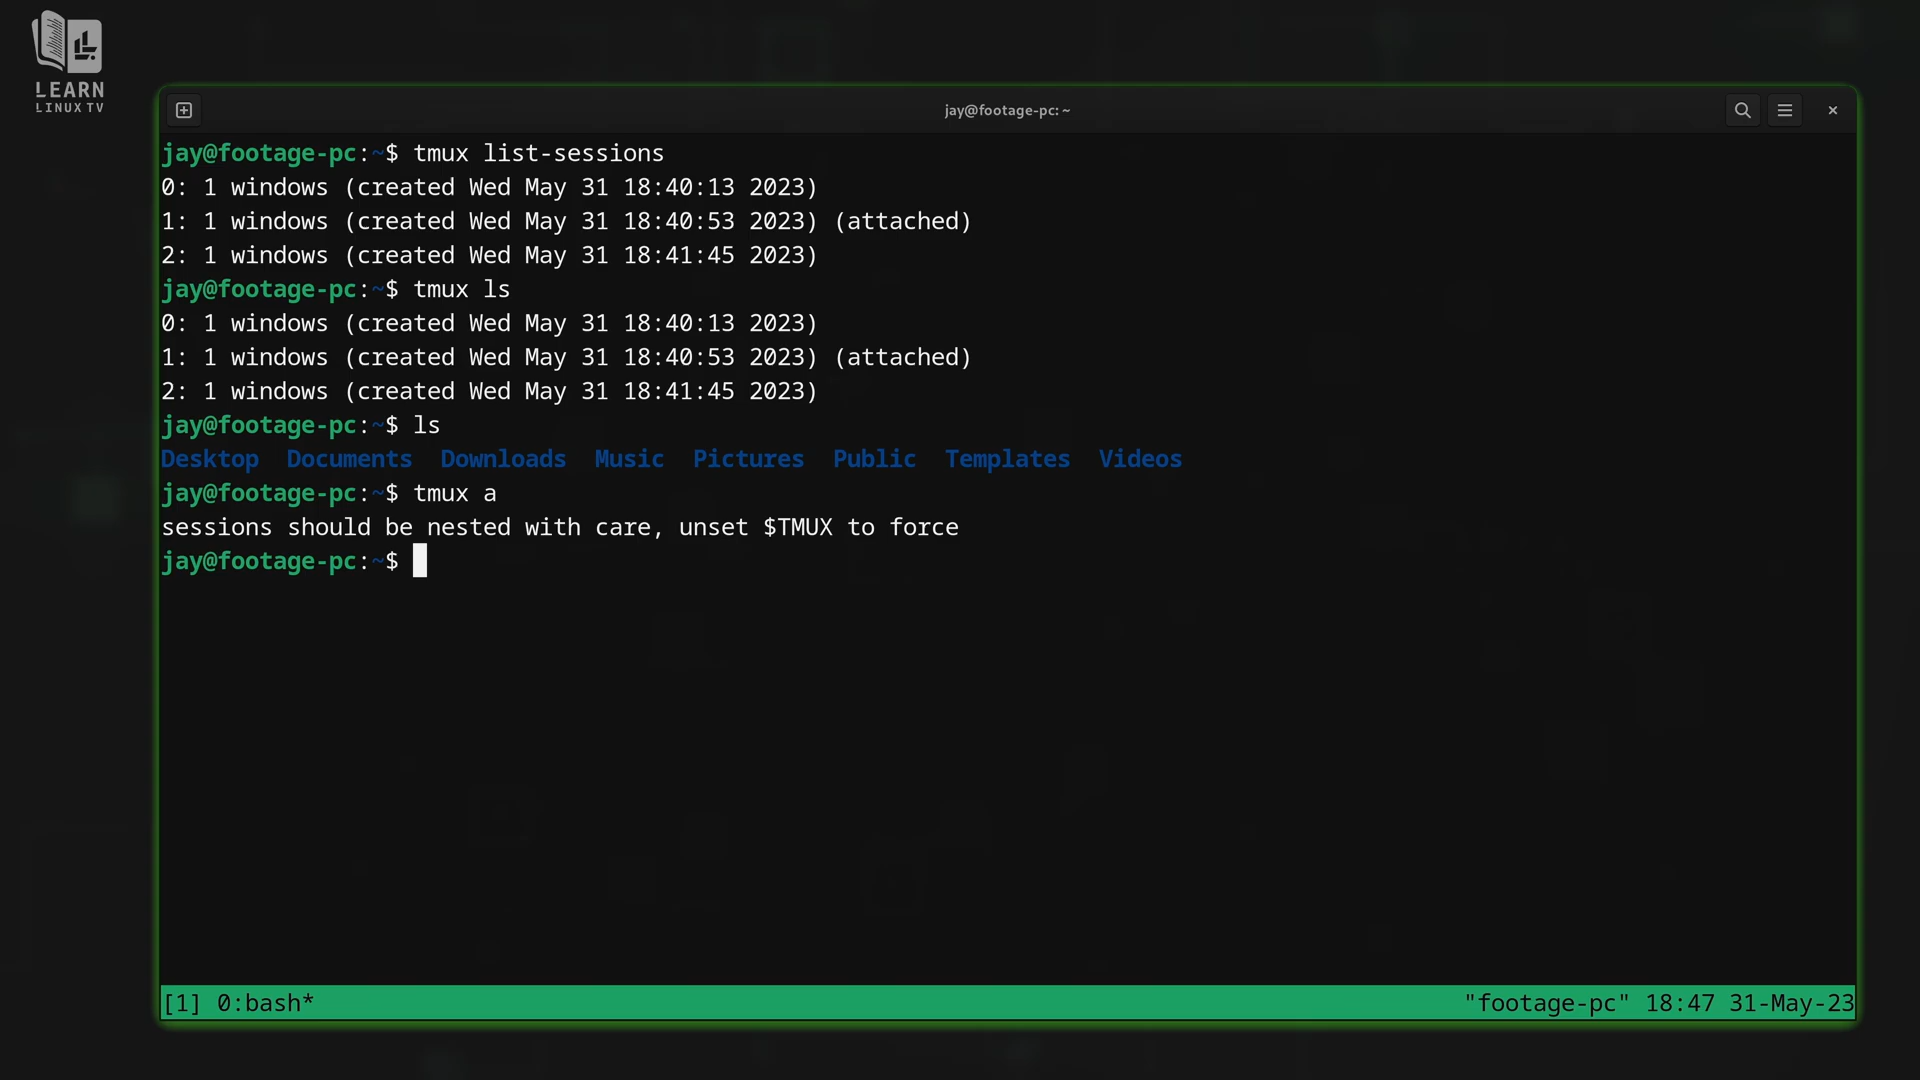 LEARN
LINUX TV
jay@footage-pc: ~
jay@footage-pc:~$ tmux list-sessions
0: 1 windows (created Wed May 31 18:40:13 2023)
1: 1 windows (created Wed May 31 18:40:53 2023) (attached)
2: 1 windows (created Wed May 31 18:41:45 2023)
jay@footage-pc:~$ tmux ls
0: 1 windows (created Wed May 31 18:40:13 2023)
1: 1 windows (created Wed May 31 18:40:53 2023) (attached)
2: 1 windows (created Wed May 31 18:41:45 2023)
jay@footage-pc:~$ ls
Desktop  Documents  Downloads  Music  Pictures  Public  Templates  Videos
jay@footage-pc:~$ tmux a
sessions should be nested with care, unset $TMUX to force
jay@footage-pc:~$
[1] 0:bash* "footage-pc" 18:47 31-May-23